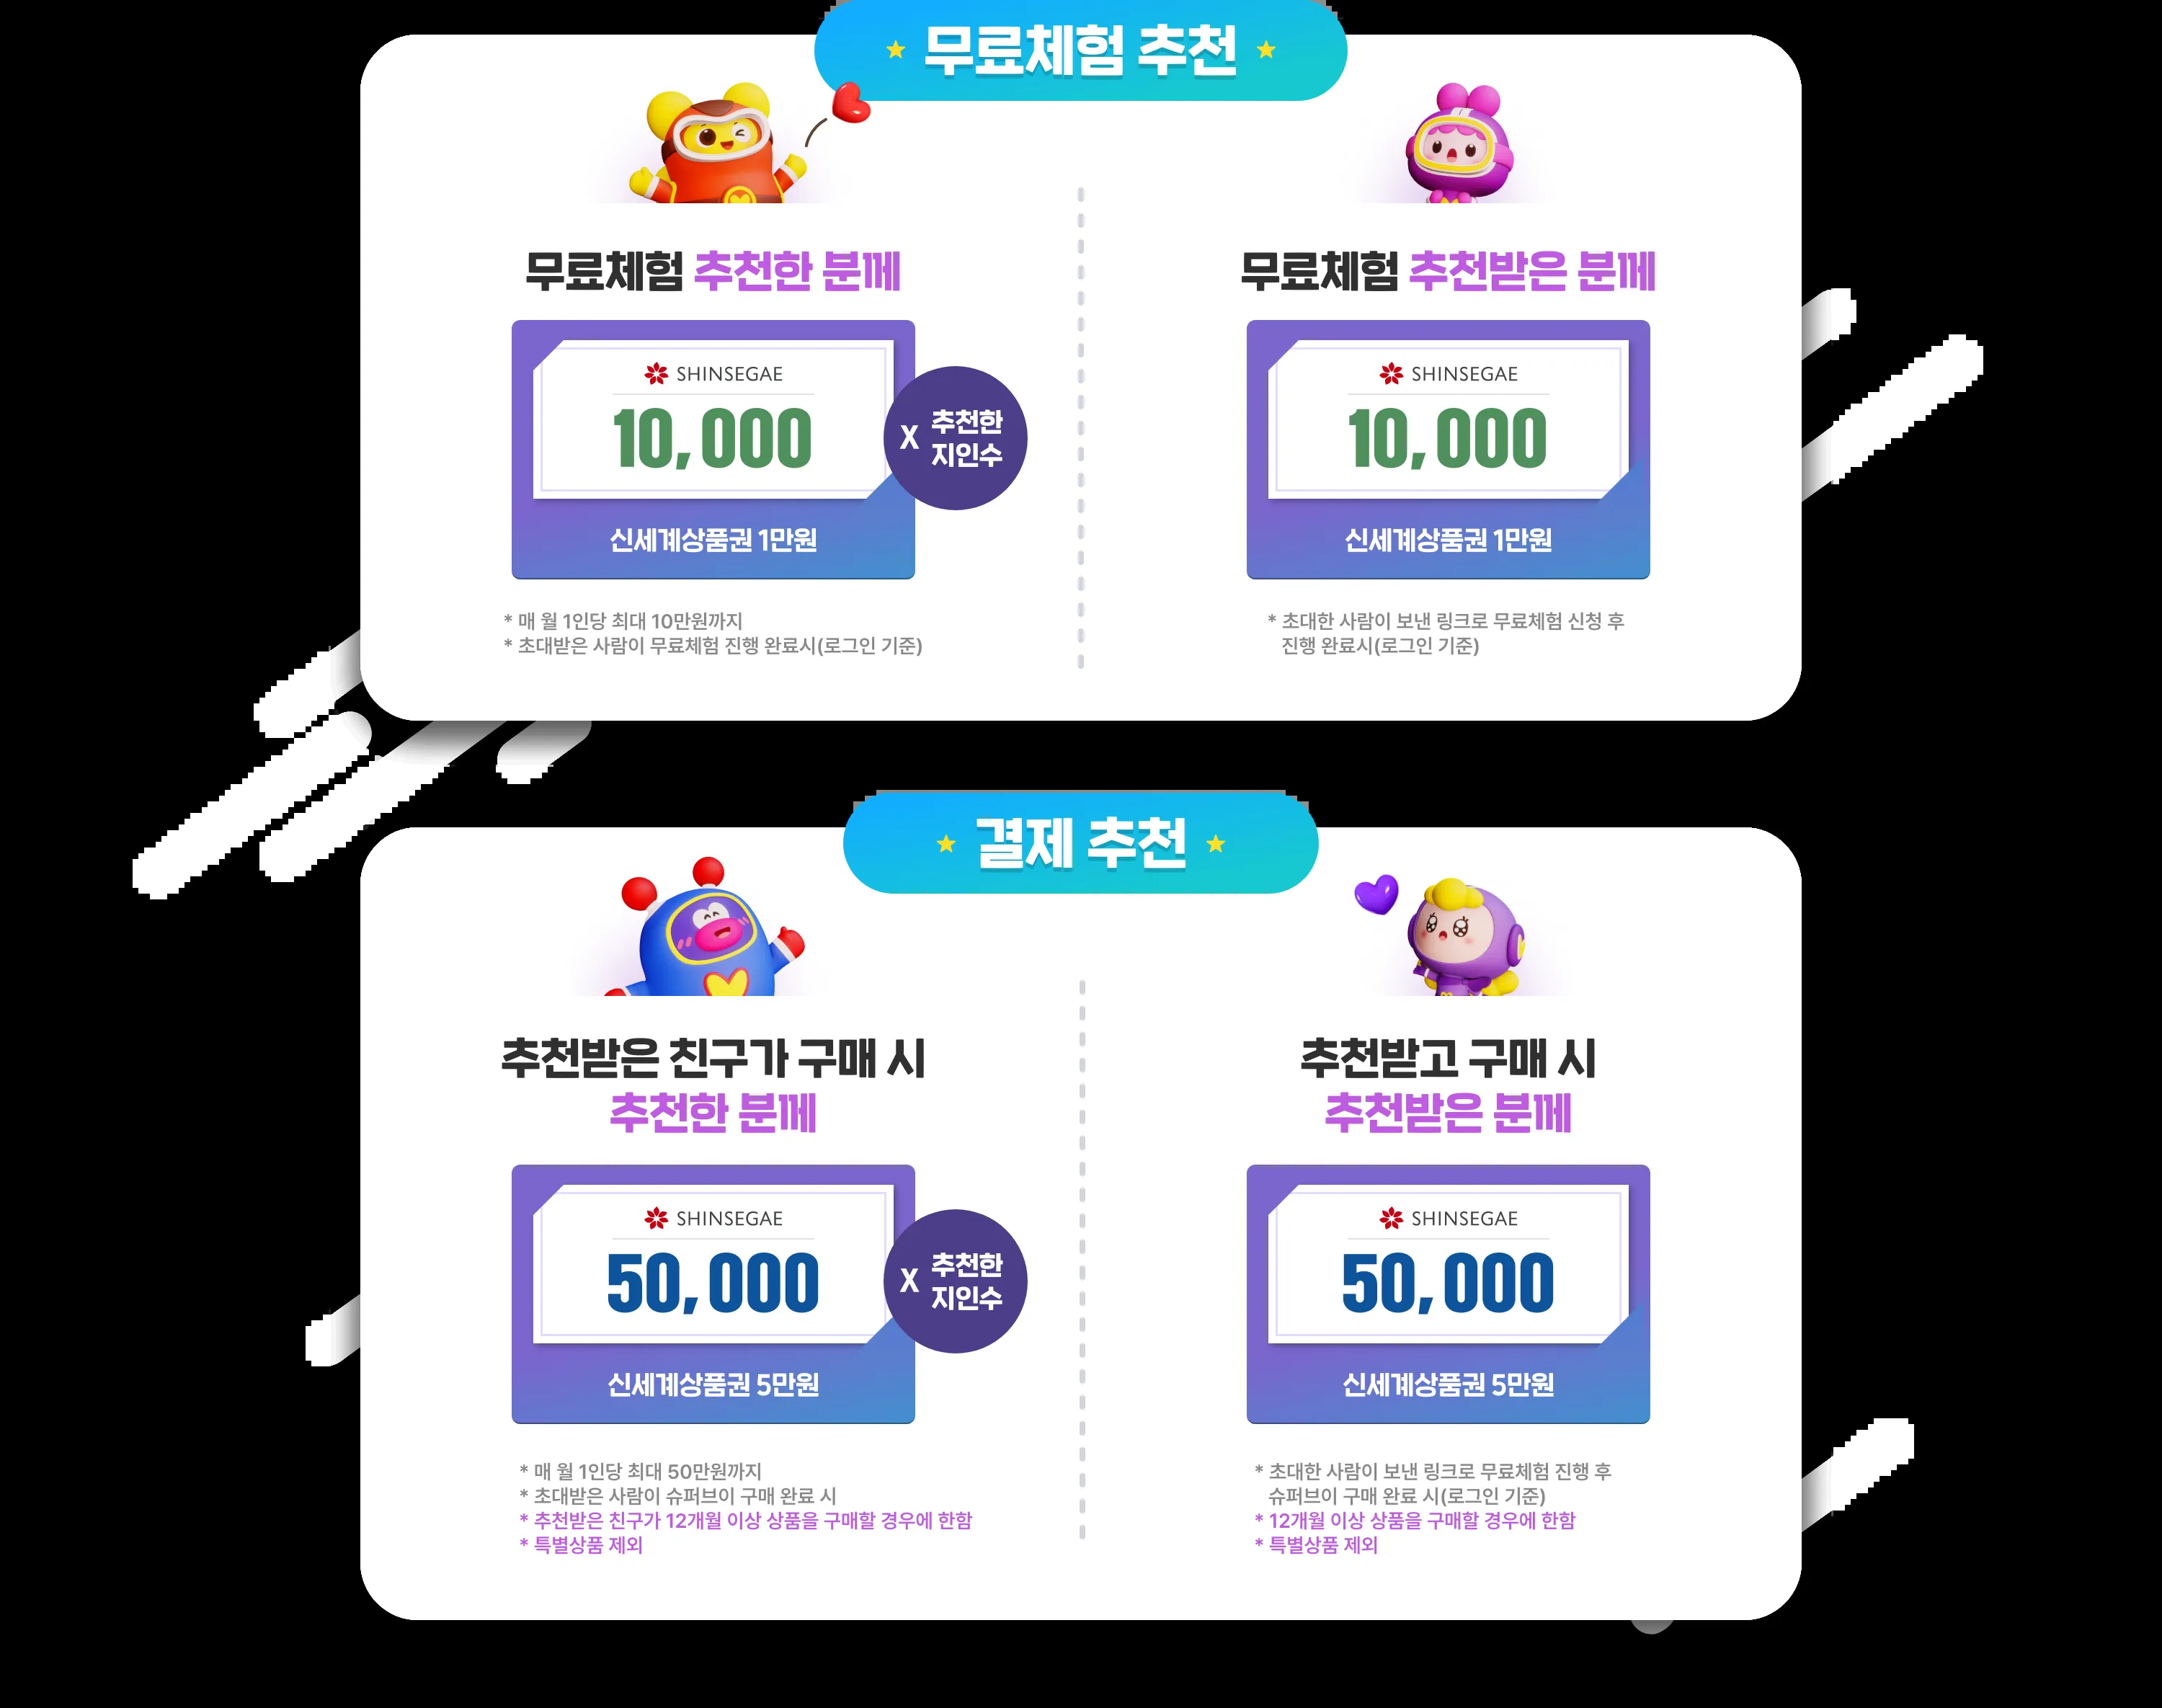 무료체험 추천
무료체험 추천한 분께
SHINSEGAE
10,000
X 추천한
지인수
신세계상품권 1만원
* 매 월 1인당 최대 10만원까지
* 초대받은 사람이 무료체험 진행 완료시(로그인 기준)
무료체험 추천받은 분께
SHINSEGAE
10,000
신세계상품권 1만원
* 초대한 사람이 보낸 링크로 무료체험 신청 후
진행 완료시(로그인 기준)
결제 추천
추천받은 친구가 구매 시
추천한 분께
SHINSEGAE
50,000
X 추천한
지인수
신세계상품권 5만원
* 매 월 1인당 최대 50만원까지
* 초대받은 사람이 슈퍼브이 구매 완료 시
* 추천받은 친구가 12개월 이상 상품을 구매할 경우에 한함
* 특별상품 제외
추천받고 구매 시
추천받은 분께
SHINSEGAE
50,000
신세계상품권 5만원
* 초대한 사람이 보낸 링크로 무료체험 진행 후
슈퍼브이 구매 완료 시(로그인 기준)
* 12개월 이상 상품을 구매할 경우에 한함
* 특별상품 제외